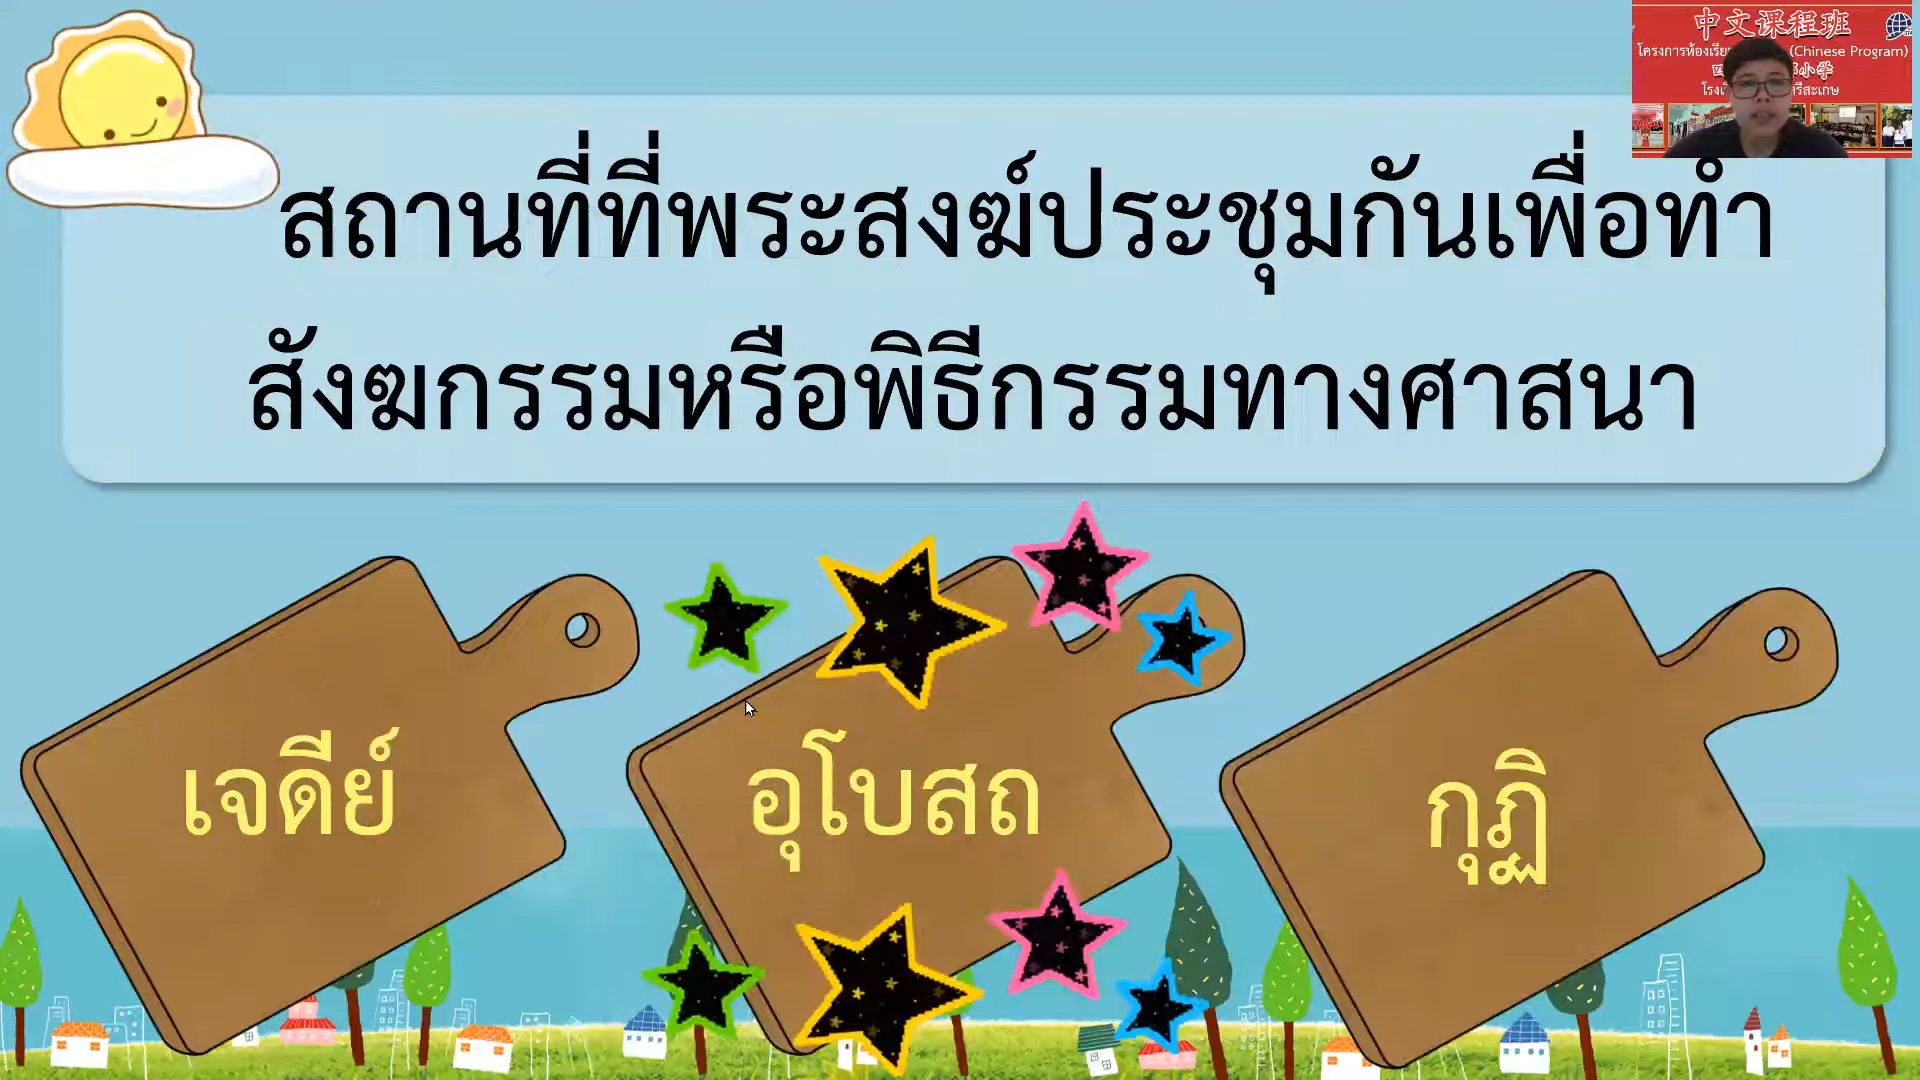 中文课程班
(Chinese Program)
小学
สถานที่ที่พระสงฆ์ประชุมกันเพื่อทำ
สังฆกรรมหรือพิธีกรรมทางศาสนา
เจดีย์
อุโบสถ
กุฏิ